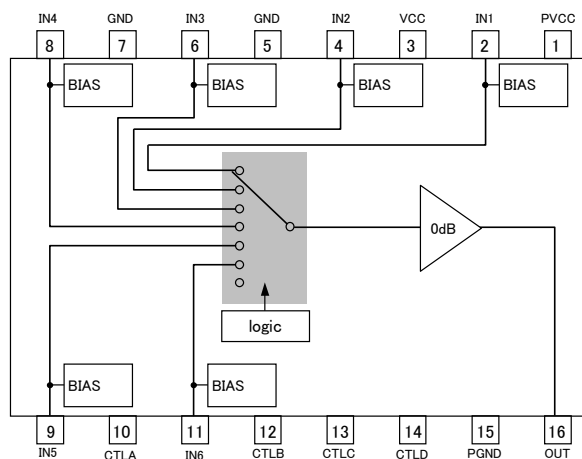 IN4 GND IN3 GND IN2 VCC IN1 PVCC
8 7 6 5 4 3 2 1
BIAS BIAS BIAS BIAS
0dB
logic
BIAS BIAS
9 10 11 12 13 14 15 16
IN5 CTLA IN6 CTLB CTLC CTLD PGND OUT